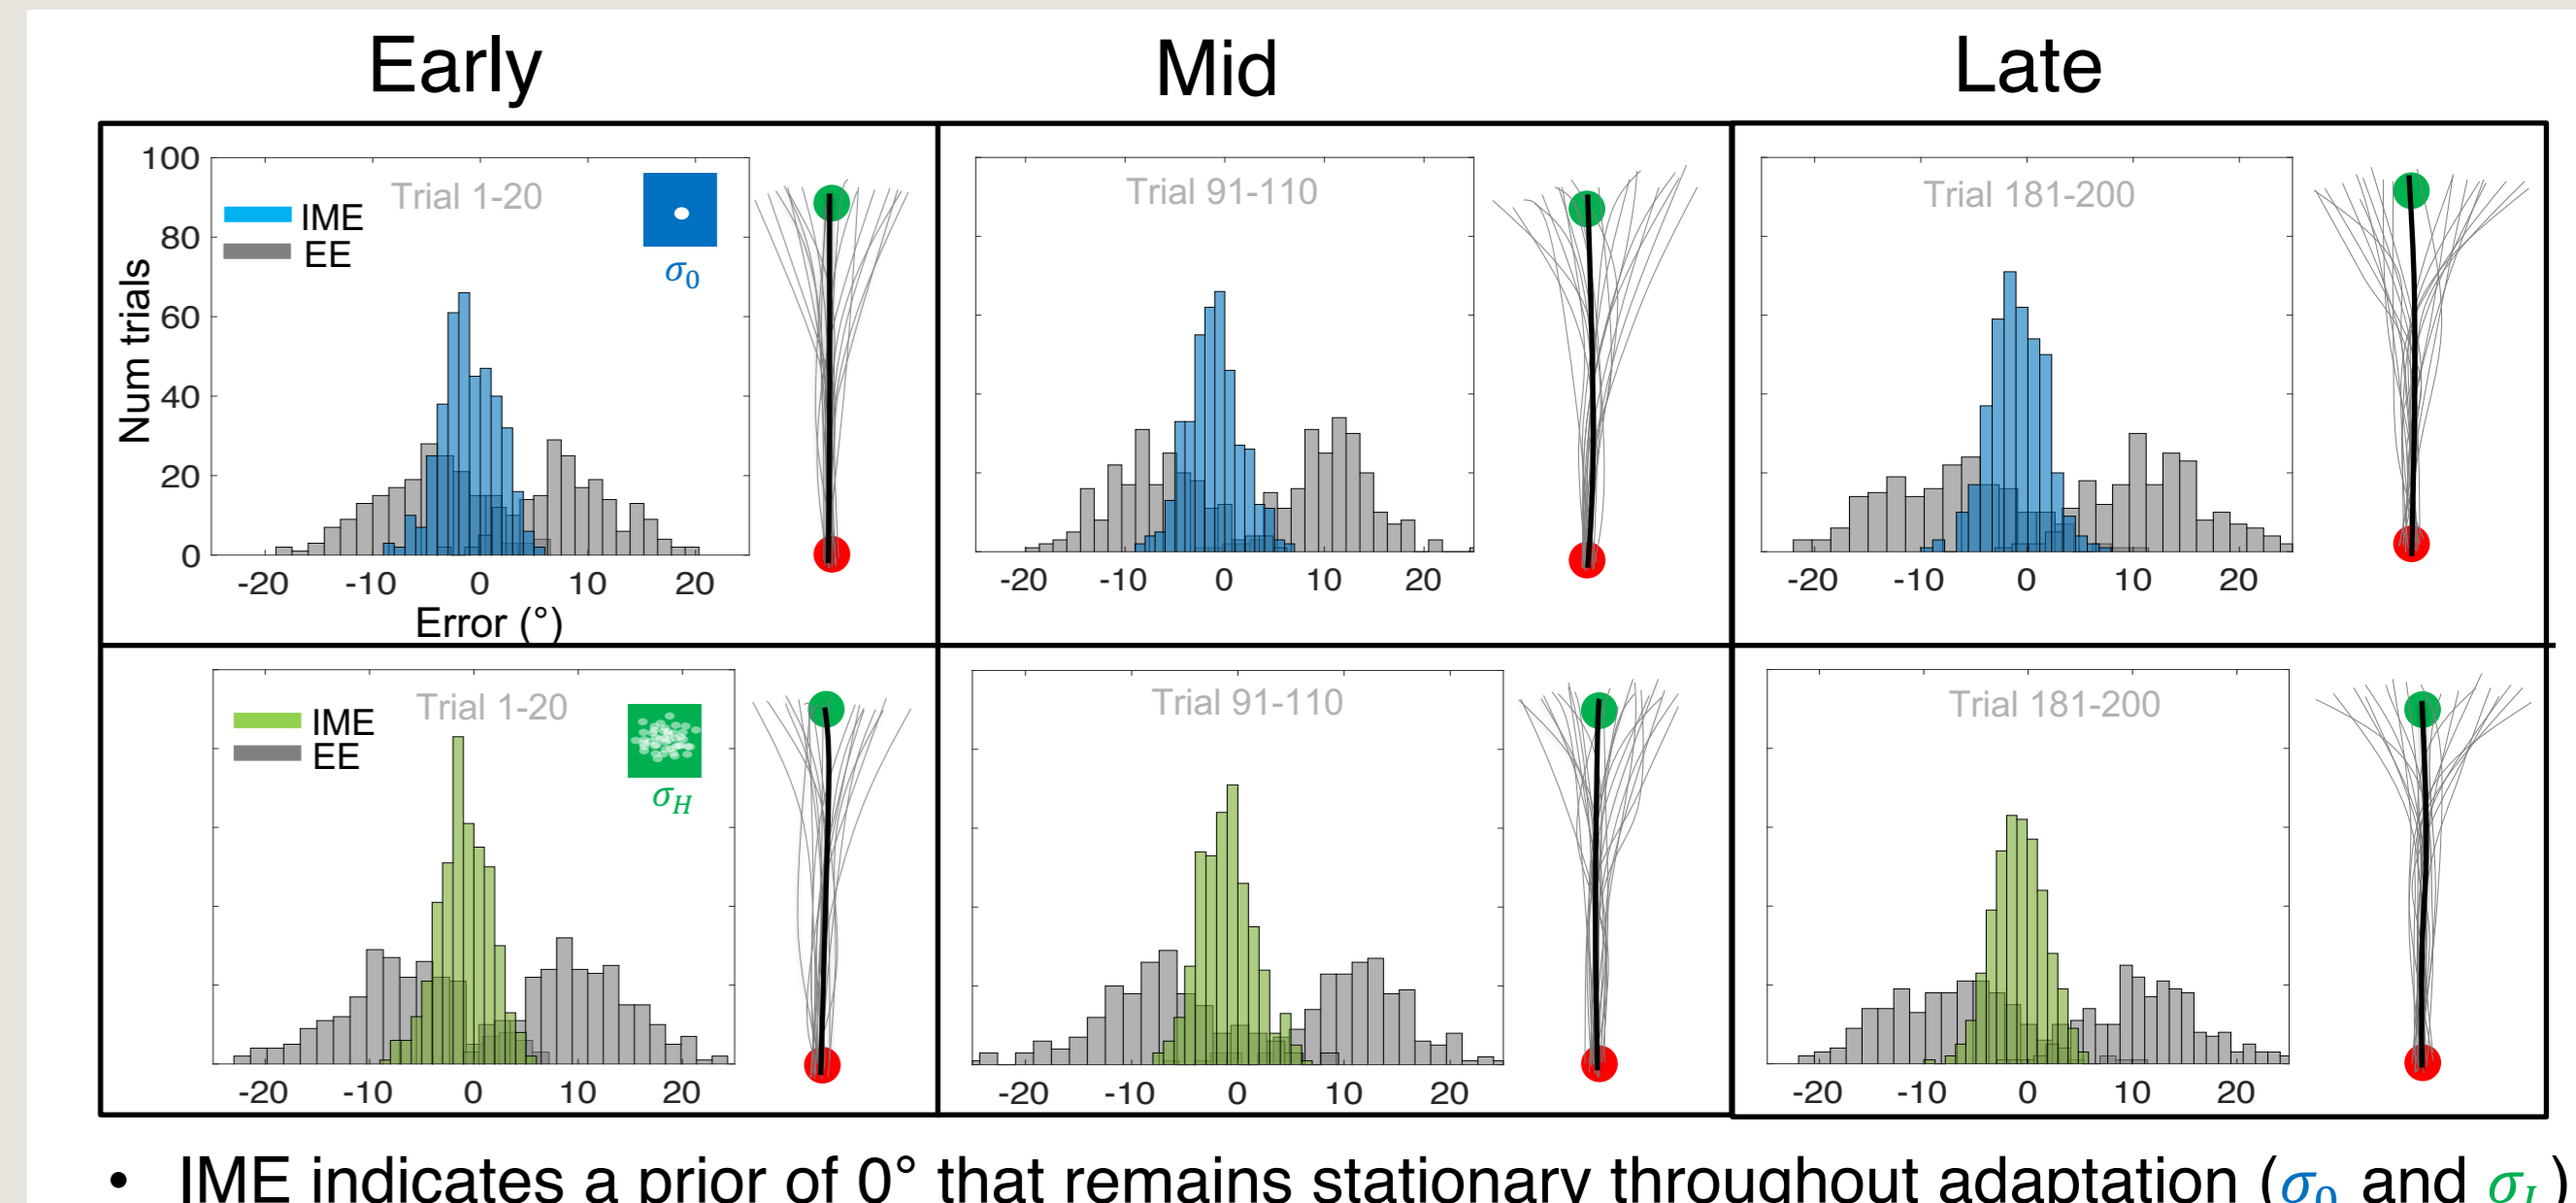 Early Mid Late
100
80
60
40
20
0
Num trials
IME
EE
Trial 1-20
σ0
-20 -10 0 10 20
Error (°)
Trial 91-110
-20 -10 0 10 20
Trial 181-200
-20 -10 0 10 20
IME
EE
Trial 1-20
σH
-20 -10 0 10 20
Trial 91-110
-20 -10 0 10 20
Trial 181-200
-20 -10 0 10 20
• IME indicates a prior of 0° that remains stationary throughout adaptation (σ0 and